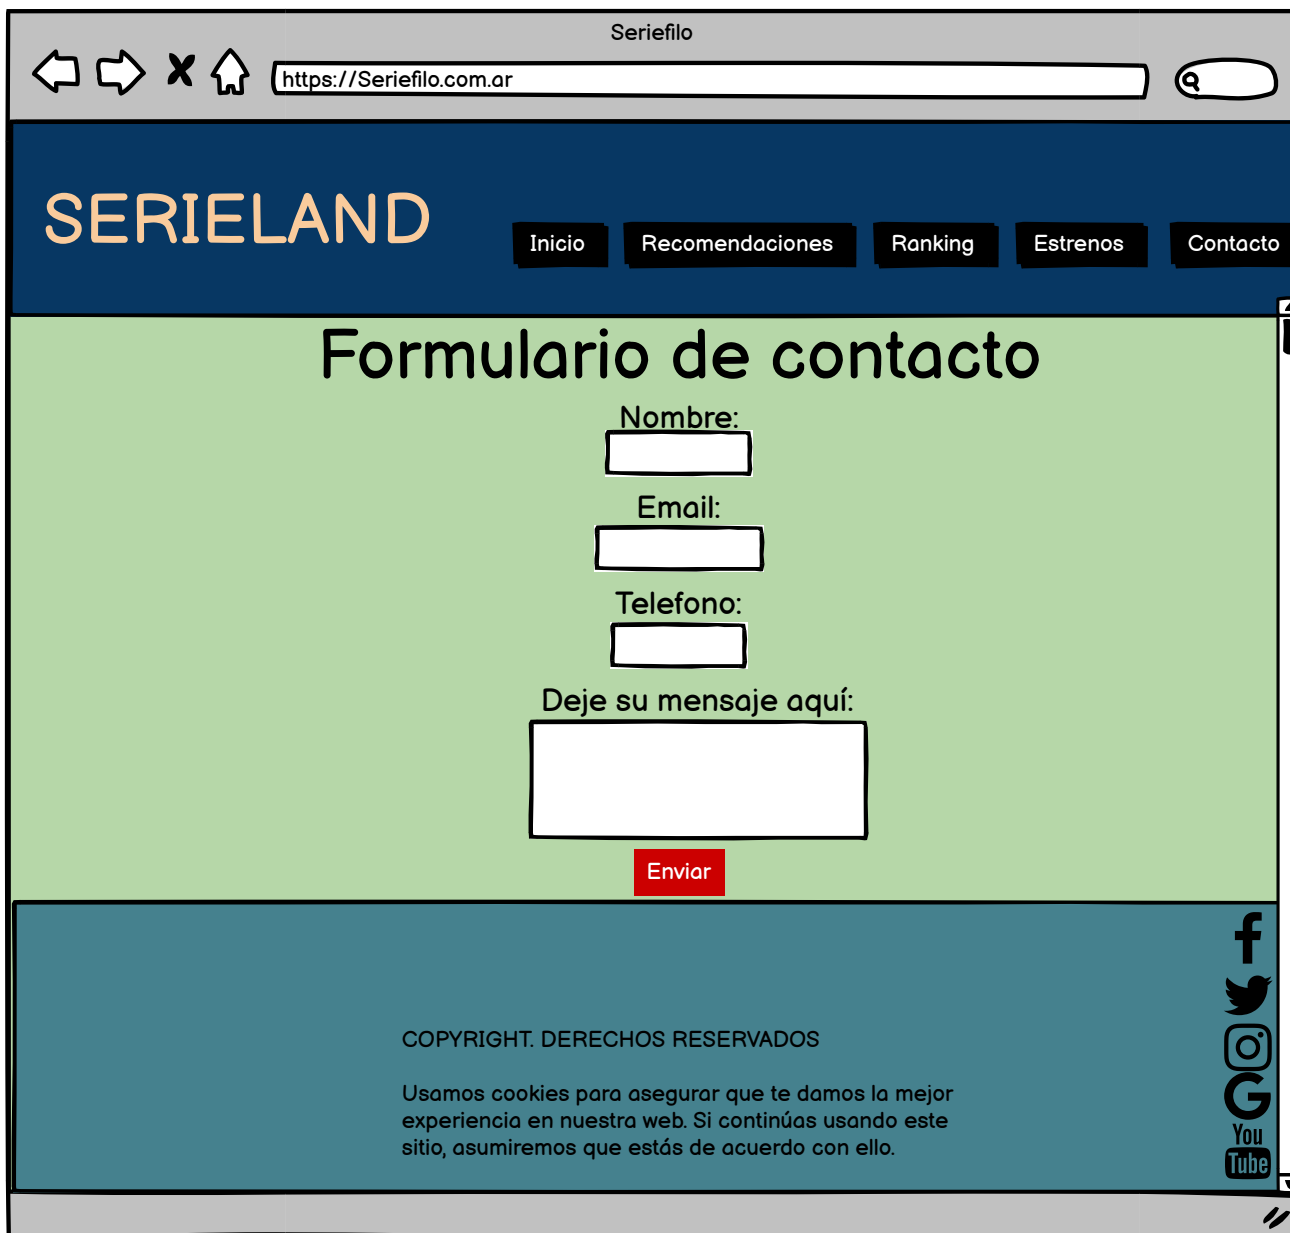 Seriefilo
https://Seriefilo.com.ar
SERIELAND
Inicio Recomendaciones Ranking Estrenos Contacto
Formulario de contacto
Nombre:
Email:
Telefono:
Deje su mensaje aquí:
Enviar
COPYRIGHT. DERECHOS RESERVADOS
Usamos cookies para asegurar que te damos la mejor
experiencia en nuestra web. Si continúas usando este
sitio, asumiremos que estás de acuerdo con ello.
You
Tube